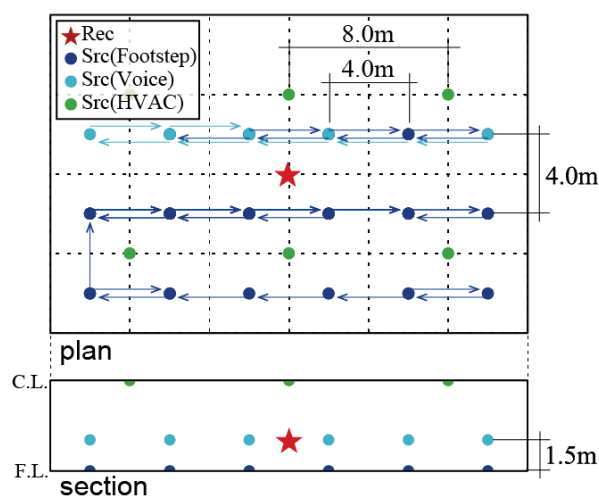 Rec
Src(Footstep)
Src(Voice)
Src(HVAC)
8.0m
4.0m
4.0m
plan
C.L.
1.5m
F.L.
section